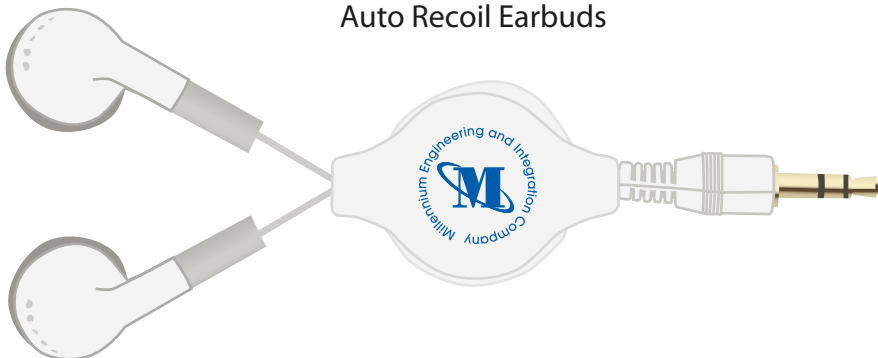 Auto Recoil Earbuds
Millennium Engineering and Integration Company
M